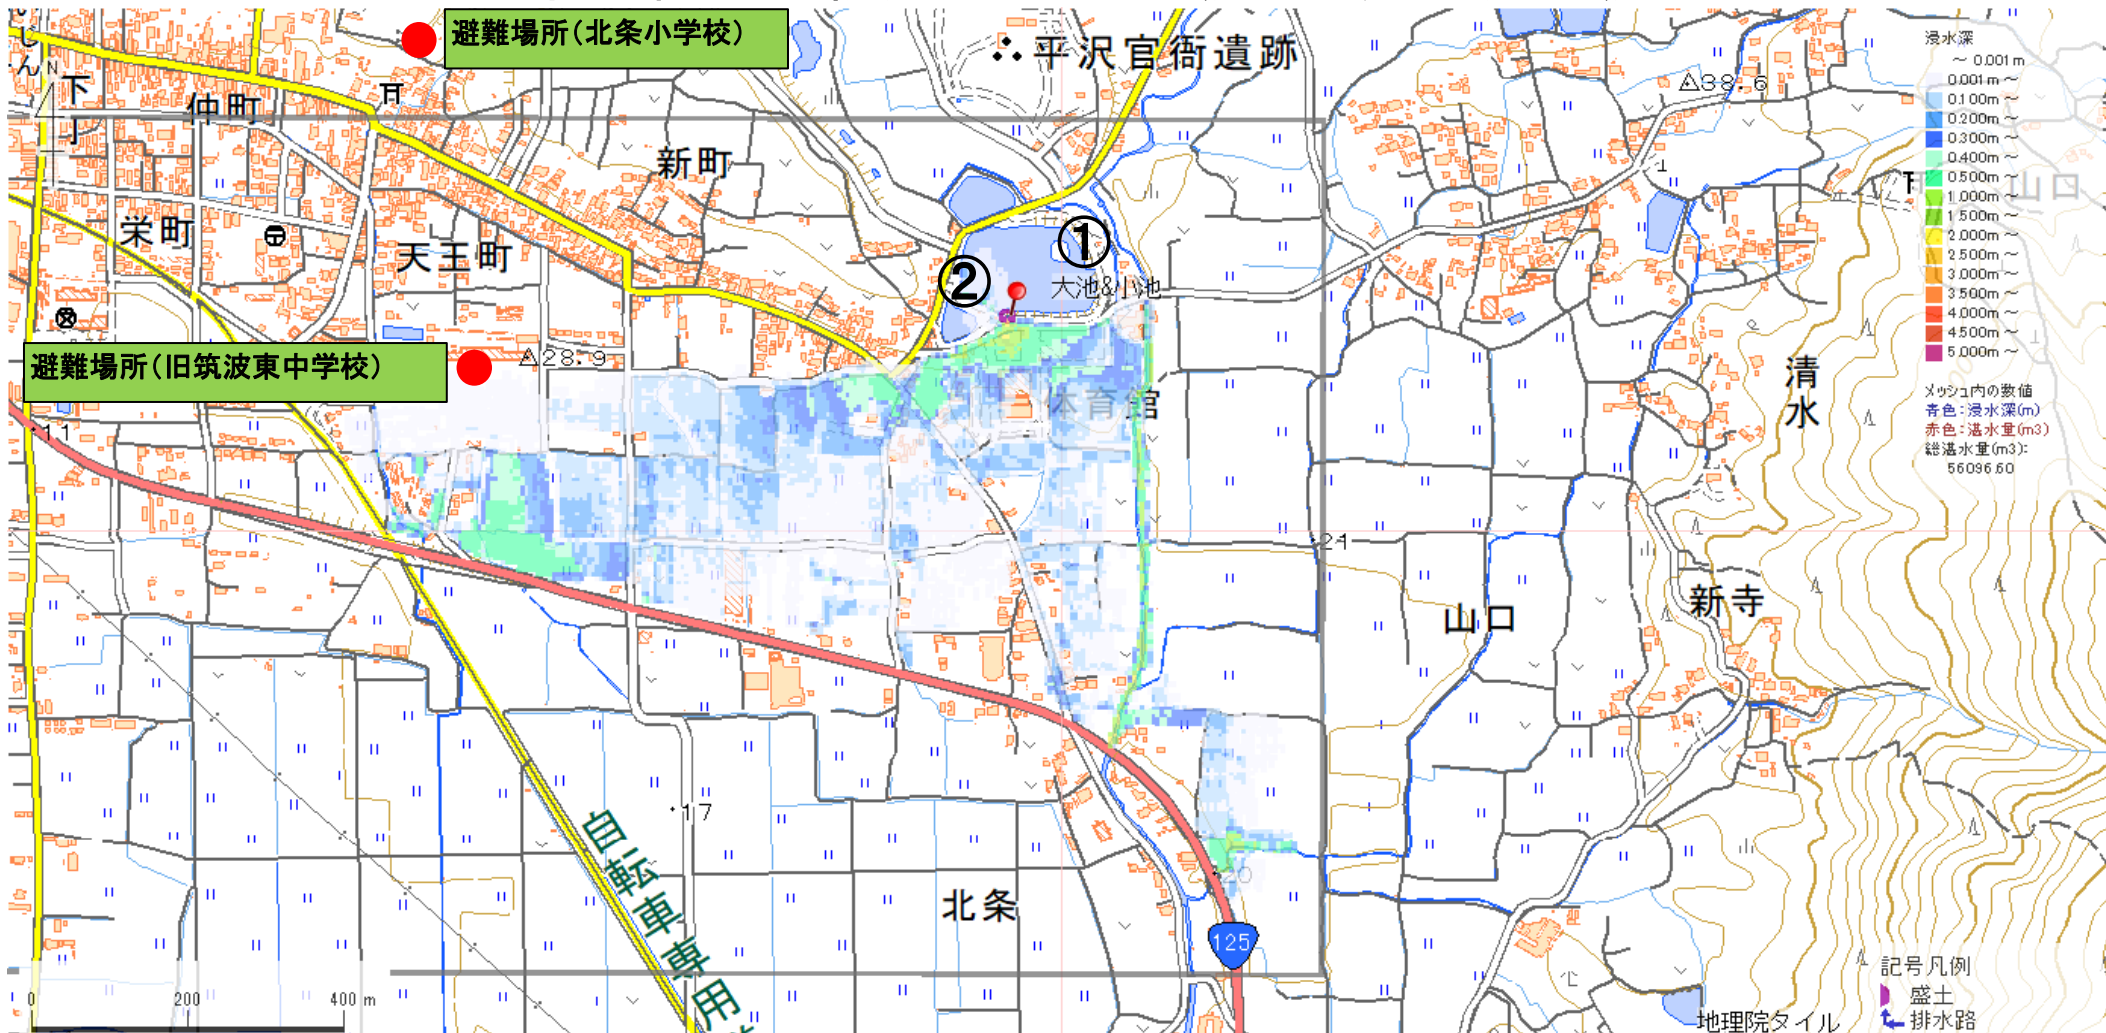 避難場所(北条小学校)
∴平沢官衙遺跡
下
仲町
新町
栄町
天王町
①
②
大池&小池
避難場所(旧筑波東中学校)
△28.9
△38.6
体育館
・11
・21
・17
清水
山口
山口
新寺
北条
自転車専用
125
浸水深
~ 0.001m
0.001m~
0.100m~
0.200m~
0.300m~
0.400m~
0.500m~
1.000m~
1.500m~
2.000m~
2.500m~
3.000m~
3.500m~
4.000m~
4.500m~
5.000m~
メッシュ内の数値
青色:浸水深(m)
赤色:湛水量(m3)
総湛水量(m3):
56096.60
0 200 400 m
記号凡例
盛土
排水路
地理院タイル